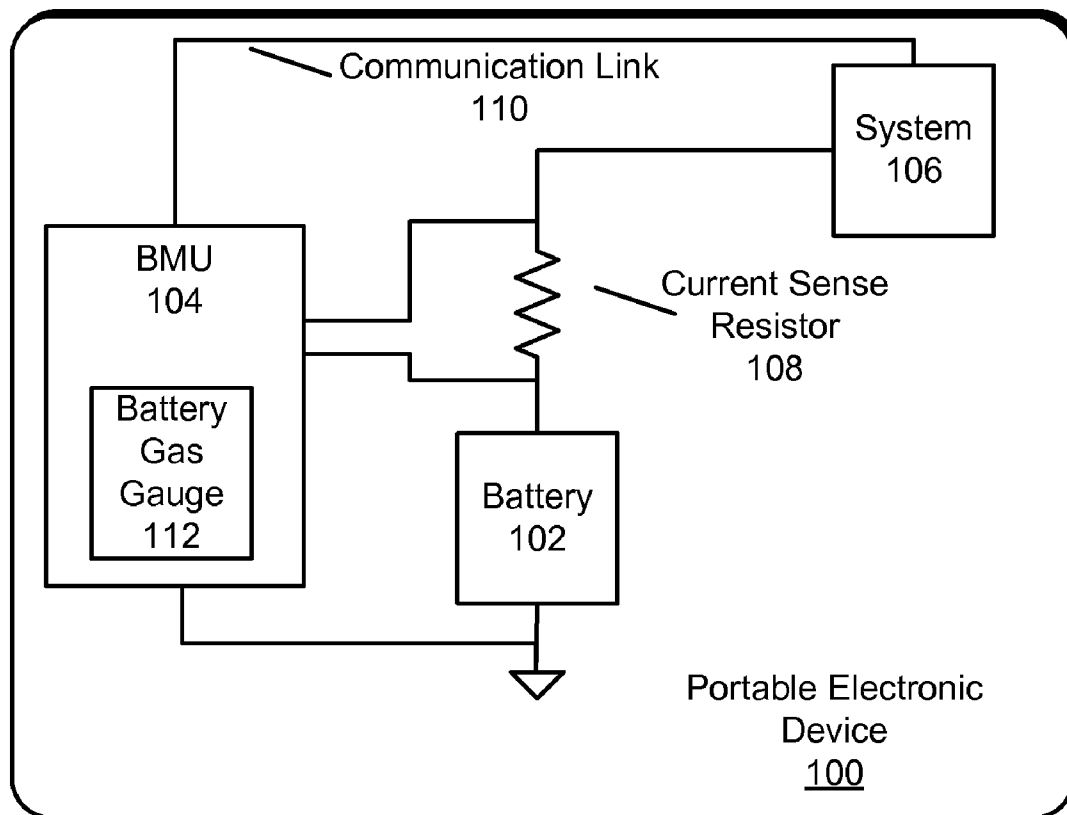 Communication Link
110
System
106
BMU
104
Current Sense
Resistor
108
Battery
Gas
Gauge
112
Battery
102
Portable Electronic
Device
100